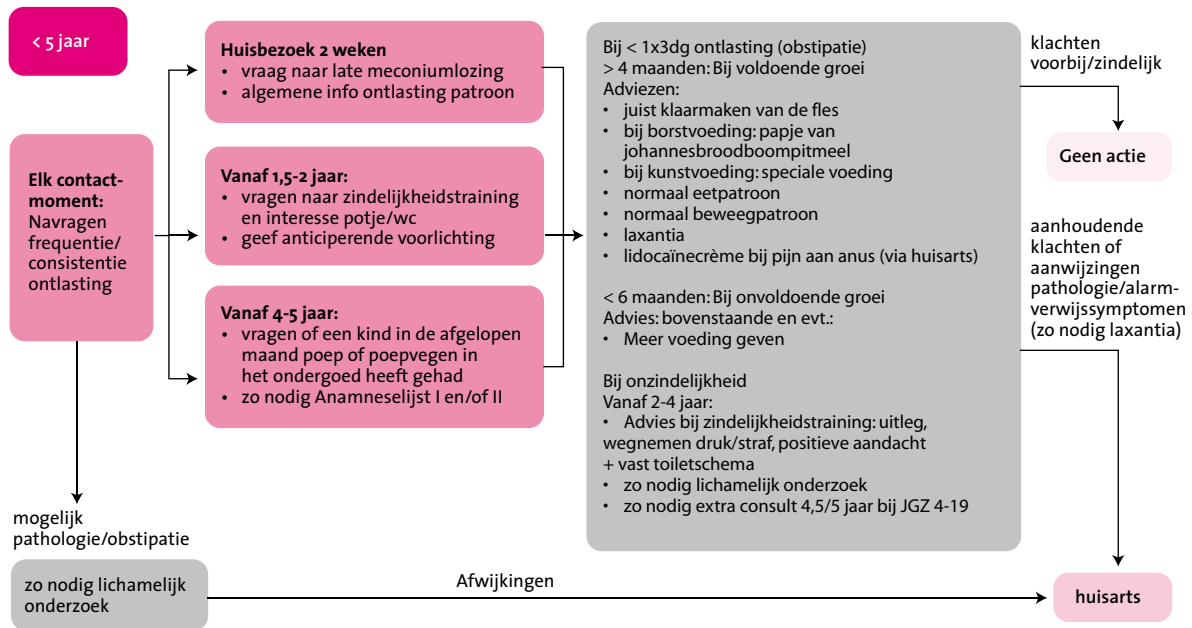 < 5 jaar
Elk contact-
moment:
Navragen
frequentie/
consistentie
ontlasting
mogelijk
pathologie/obstipatie
zo nodig lichamelijk
onderzoek
Huisbezoek 2 weken
• vraag naar late meconiumlozing
• algemene info ontlasting patroon
Vanaf 1,5-2 jaar:
• vragen naar zindelijkheidstraining
en interesse potje/wc
• geef anticiperende voorlichting
Vanaf 4-5 jaar:
• vragen of een kind in de afgelopen
maand poep of poepvegen in
het ondergoed heeft gehad
• zo nodig Anamneselijst I en/of II
Bij < 1x3dg ontlasting (obstipatie)
> 4 maanden: Bij voldoende groei
Adviezen:
• juist klaarmaken van de fles
• bij borstvoeding: papje van
johannesbroodboompitmeel
• bij kunstvoeding: speciale voeding
• normaal eetpatroon
• normaal beweegpatroon
• laxantia
• lidocaïnecrème bij pijn aan anus (via huisarts)
< 6 maanden: Bij onvoldoende groei
Advies: bovenstaande en evt.:
• Meer voeding geven
Bij onzindelijkheid
Vanaf 2-4 jaar:
• Advies bij zindelijkheidstraining: uitleg,
wegnemen druk/straf, positieve aandacht
+ vast toiletschema
• zo nodig lichamelijk onderzoek
• zo nodig extra consult 4,5/5 jaar bij JGZ 4-19
klachten
voorbij/zindelijk
Geen actie
aanhoudende
klachten of
aanwijzingen
pathologie/alarm-
verwijssymptomen
(zo nodig laxantia)
Afwijkingen
huisarts